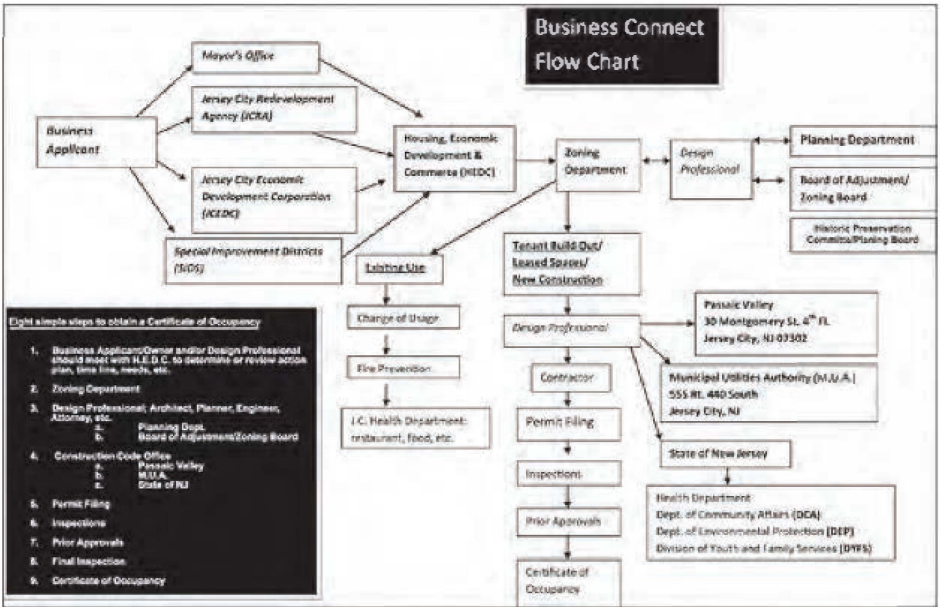 Business Connect
Flow Chart
Business
Applicant
Mayor's Office
Jersey City Redevelopment
Agency (JCRA)
Jersey City Economic
Development Corporation
(JCEDC)
Special Improvement Districts
(SIDS)
Housing, Economic
Development &
Commerce (HEDC)
Zoning
Department
Design
Professional
Planning Department
Board of Adjustment/
Zoning Board
Historic Preservation
Committe/Planing Board
Existing Use
Change of Usage
Fire Prevention
J.C. Health Department:
restaurant, food, etc.
Tenant Build Out/
Leased Spaces/
New Construction
Design Professional
Contractor
Permit Filing
Inspections
Prior Approvals
Certificate of
Occupancy
Passaic Valley
30 Montgomery St. 4th FL
Jersey City, NJ 07302
Municipal Utilities Authority (M.U.A.)
555 Rt. 440 South
Jersey City, NJ
State of New Jersey
Health Department
Dept. of Community Affairs (DCA)
Dept. of Environmental Protection (DEP)
Division of Youth and Family Services (DYFS)
Eight simple steps to obtain a Certificate of Occupancy
1. Business Applicant/Owner and/or Design Professional
should meet with H.E.D.C. to determine or review action
plan, time line, needs, etc.
2. Zoning Department
3. Design Professional; Architect, Planner, Engineer,
Attorney, etc.
a. Planning Dept.
b. Board of Adjustment/Zoning Board
4. Construction Code Office
a. Passaic Valley
b. M.U.A.
c. State of NJ
5. Permit Filing
6. Inspections
7. Prior Approvals
8. Final Inspection
9. Certificate of Occupancy